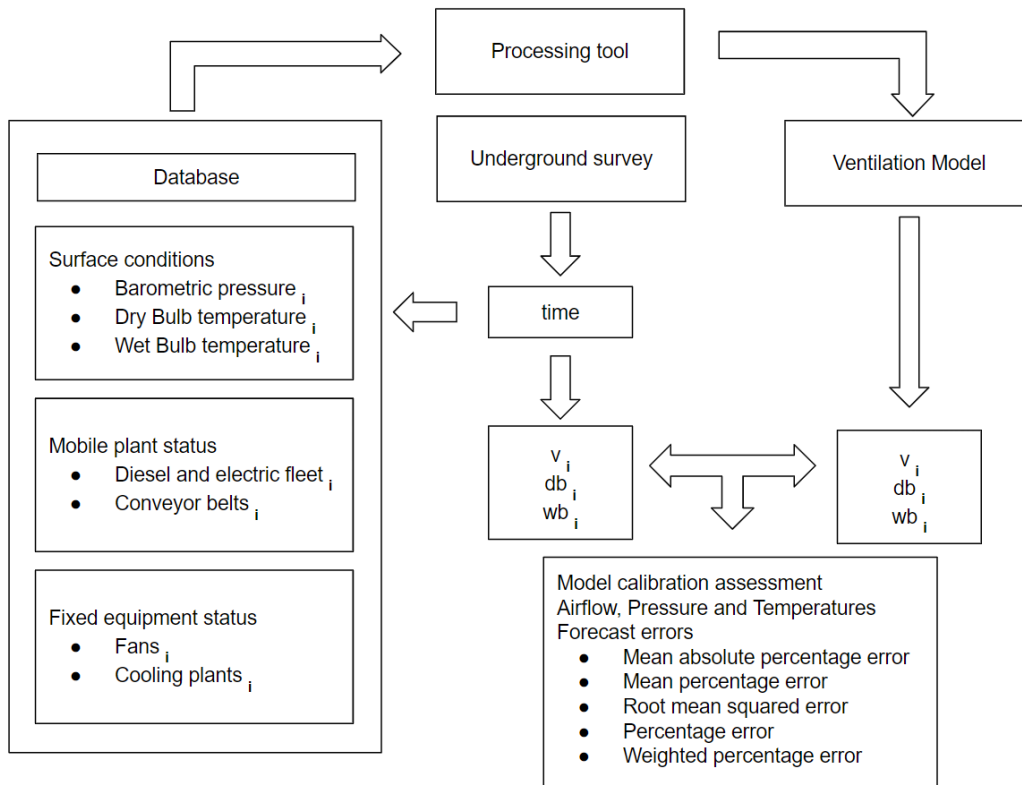 Processing tool
Underground survey
Ventilation Model
Database
Surface conditions
● Barometric pressure i
● Dry Bulb temperature i
● Wet Bulb temperature i
time
Mobile plant status
● Diesel and electric fleet i
● Conveyor belts i
v i
db i
wb i
v i
db i
wb i
Fixed equipment status
● Fans i
● Cooling plants i
Model calibration assessment
Airflow, Pressure and Temperatures
Forecast errors
● Mean absolute percentage error
● Mean percentage error
● Root mean squared error
● Percentage error
● Weighted percentage error